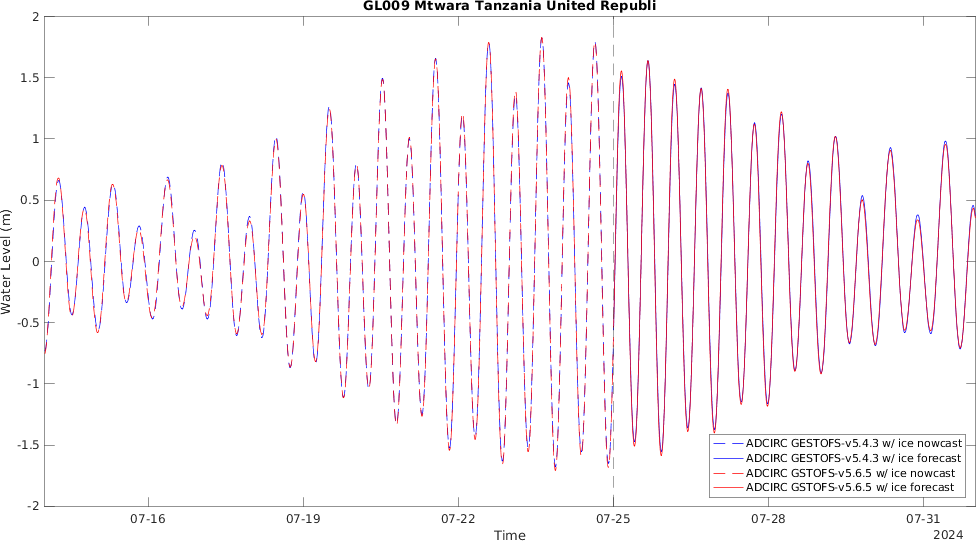 GL009 Mtwara Tanzania United Republi
2
1.5
1
0.5
0
-0.5
-1
-1.5
-2
Water Level (m)
07-16
07-19
07-22
07-25
07-28
07-31
Time
2024
ADCIRC GESTOFS-v5.4.3 w/ ice nowcast
ADCIRC GESTOFS-v5.4.3 w/ ice forecast
ADCIRC GSTOFS-v5.6.5 w/ ice nowcast
ADCIRC GSTOFS-v5.6.5 w/ ice forecast